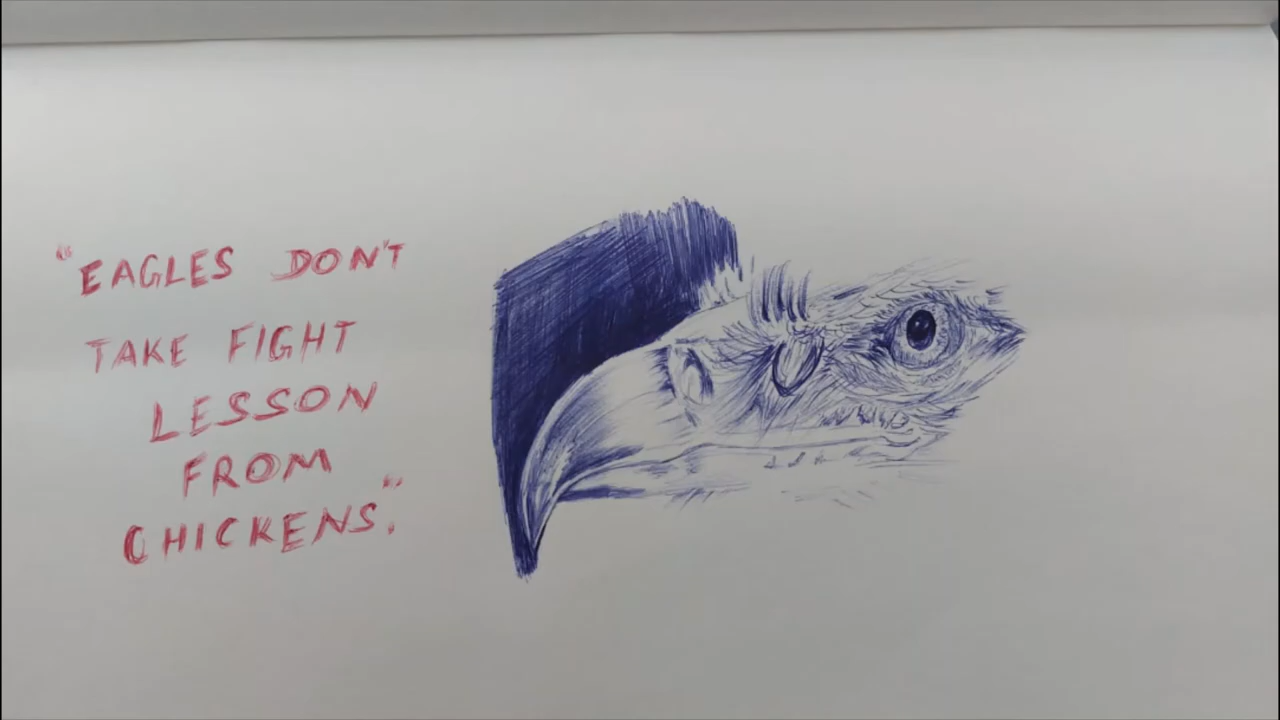 "EAGLES DON'T
TAKE FIGHT
LESSON
FROM
CHICKENS."